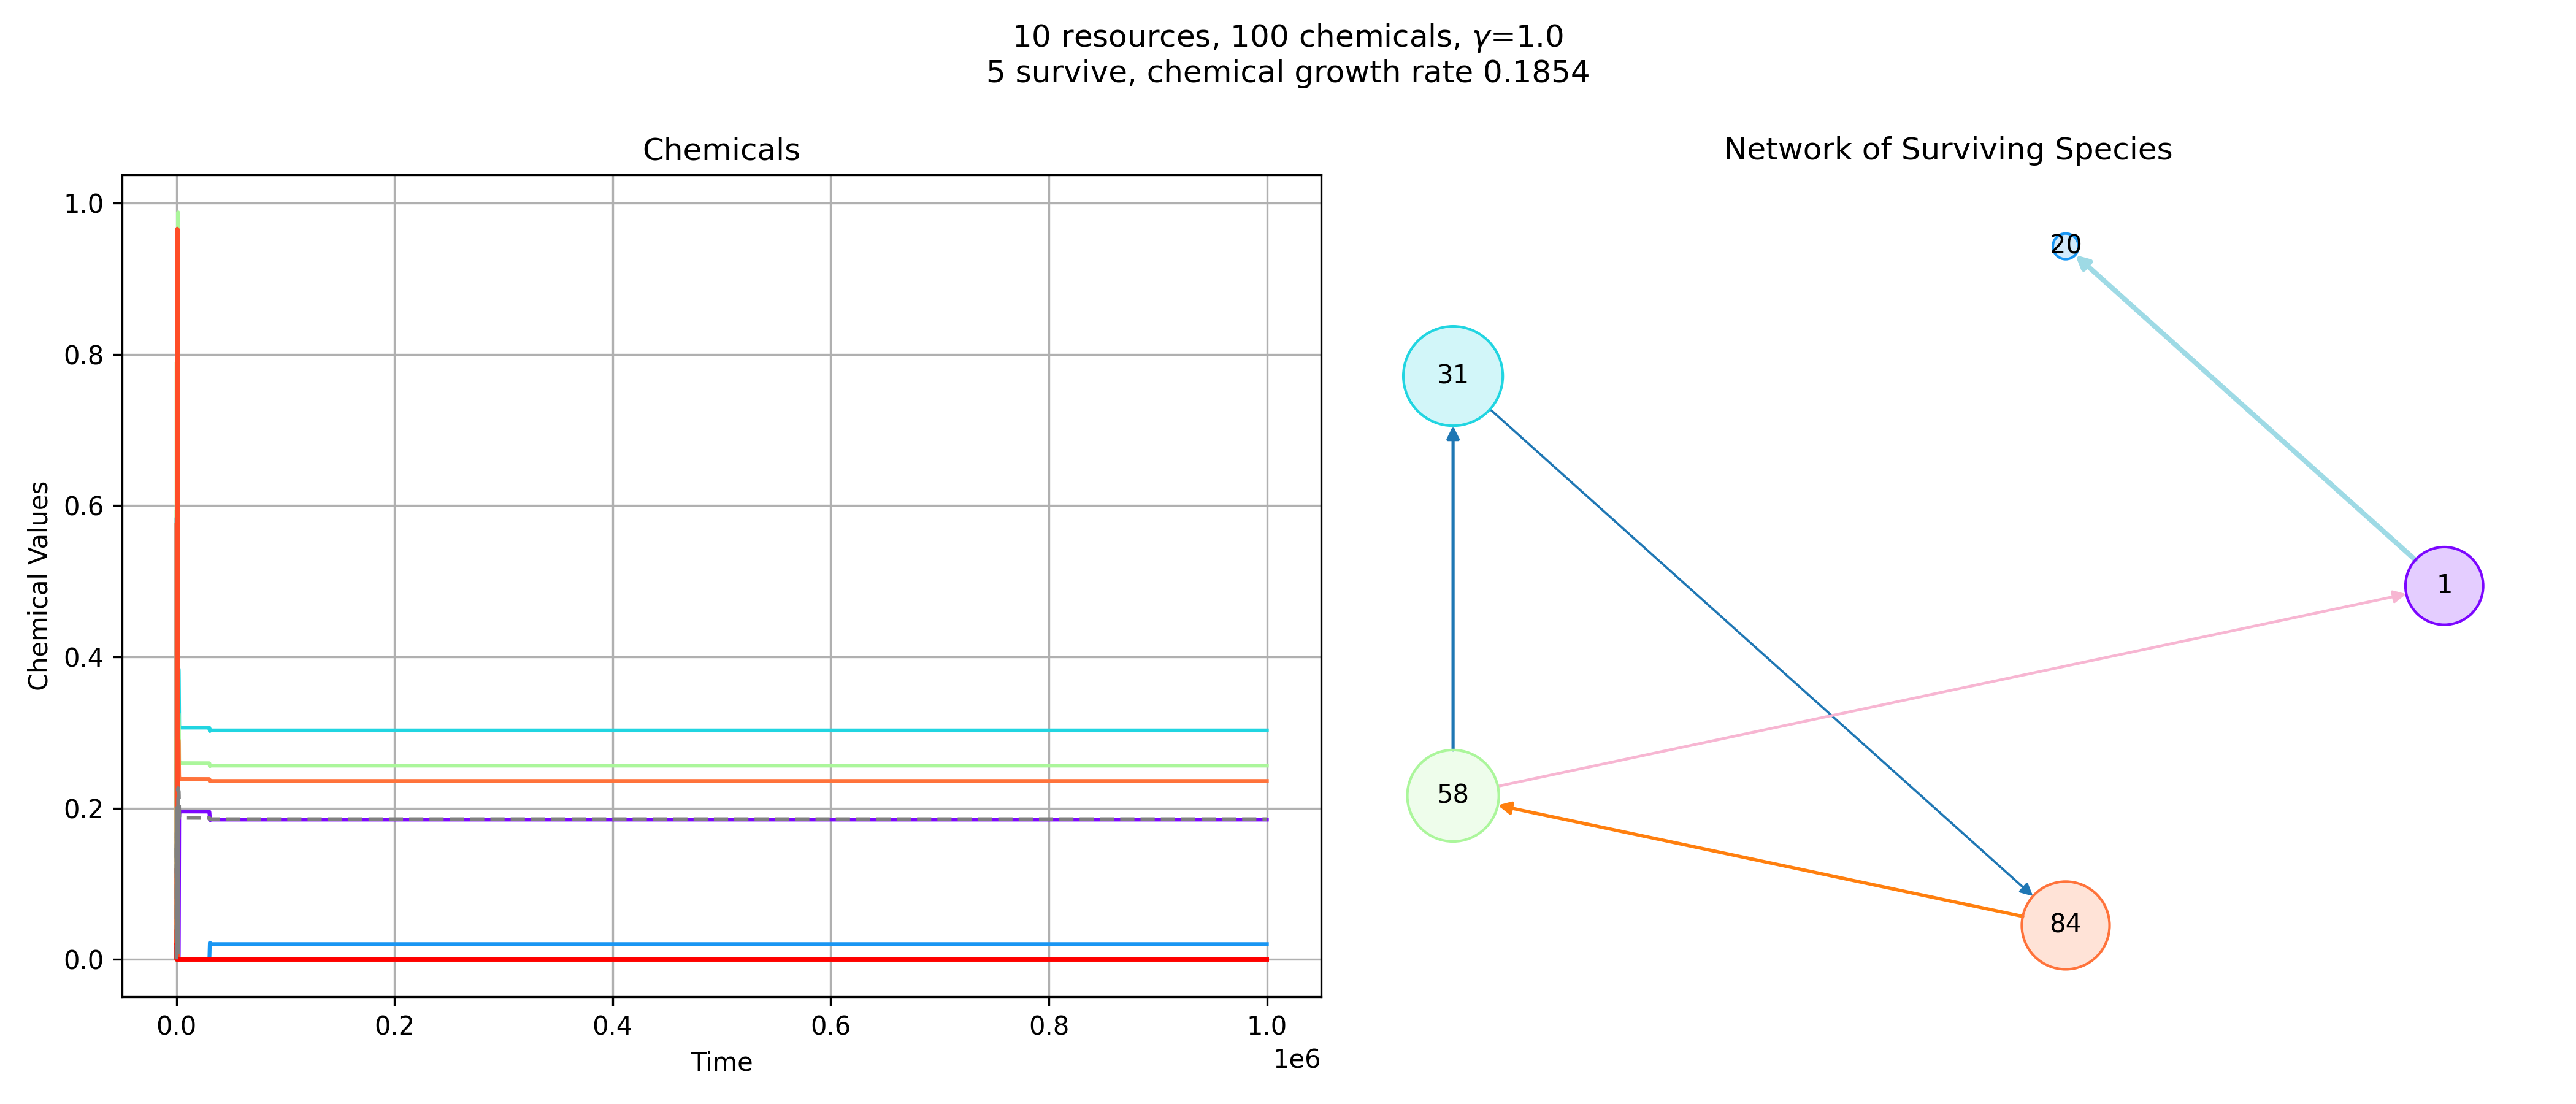 10 resources, 100 chemicals, γ=1.0
5 survive, chemical growth rate 0.1854
Chemicals
Chemical Values
1.0
0.8
0.6
0.4
0.2
0.0
0.0 0.2 0.4 0.6 0.8 1.0
1e6
Time
Network of Surviving Species
20
31
1
58
84